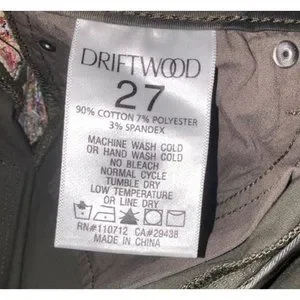 DRIFTWOOD
27
90% COTTON 7% POLYESTER
3% SPANDEX
MACHINE WASH COLD
OR HAND WASH COLD
NO BLEACH
NORMAL CYCLE
TUMBLE DRY
LOW TEMPERATURE
OR LINE DRY
RN#110712 CA#29438
MADE IN CHINA